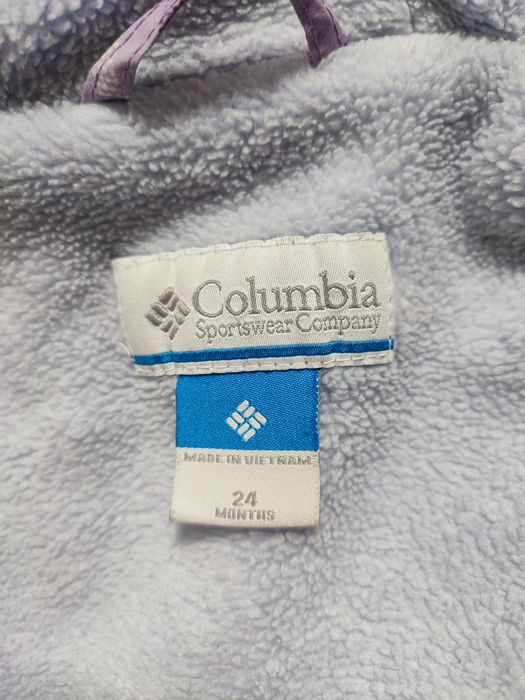 Columbia
Sportswear Company
MADE IN VIETNAM
24
MONTHS